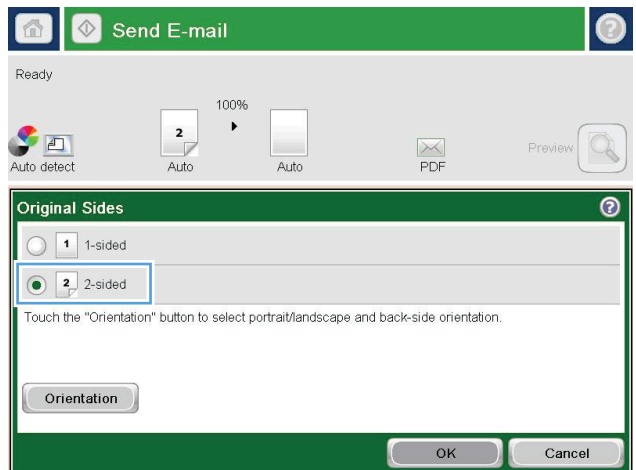 Send E-mail
Ready
100%
2
Auto detect
Auto
Auto
PDF
Preview
Original Sides
1 1-sided
2 2-sided
Touch the "Orientation" button to select portrait/landscape and back-side orientation.
Orientation
OK Cancel